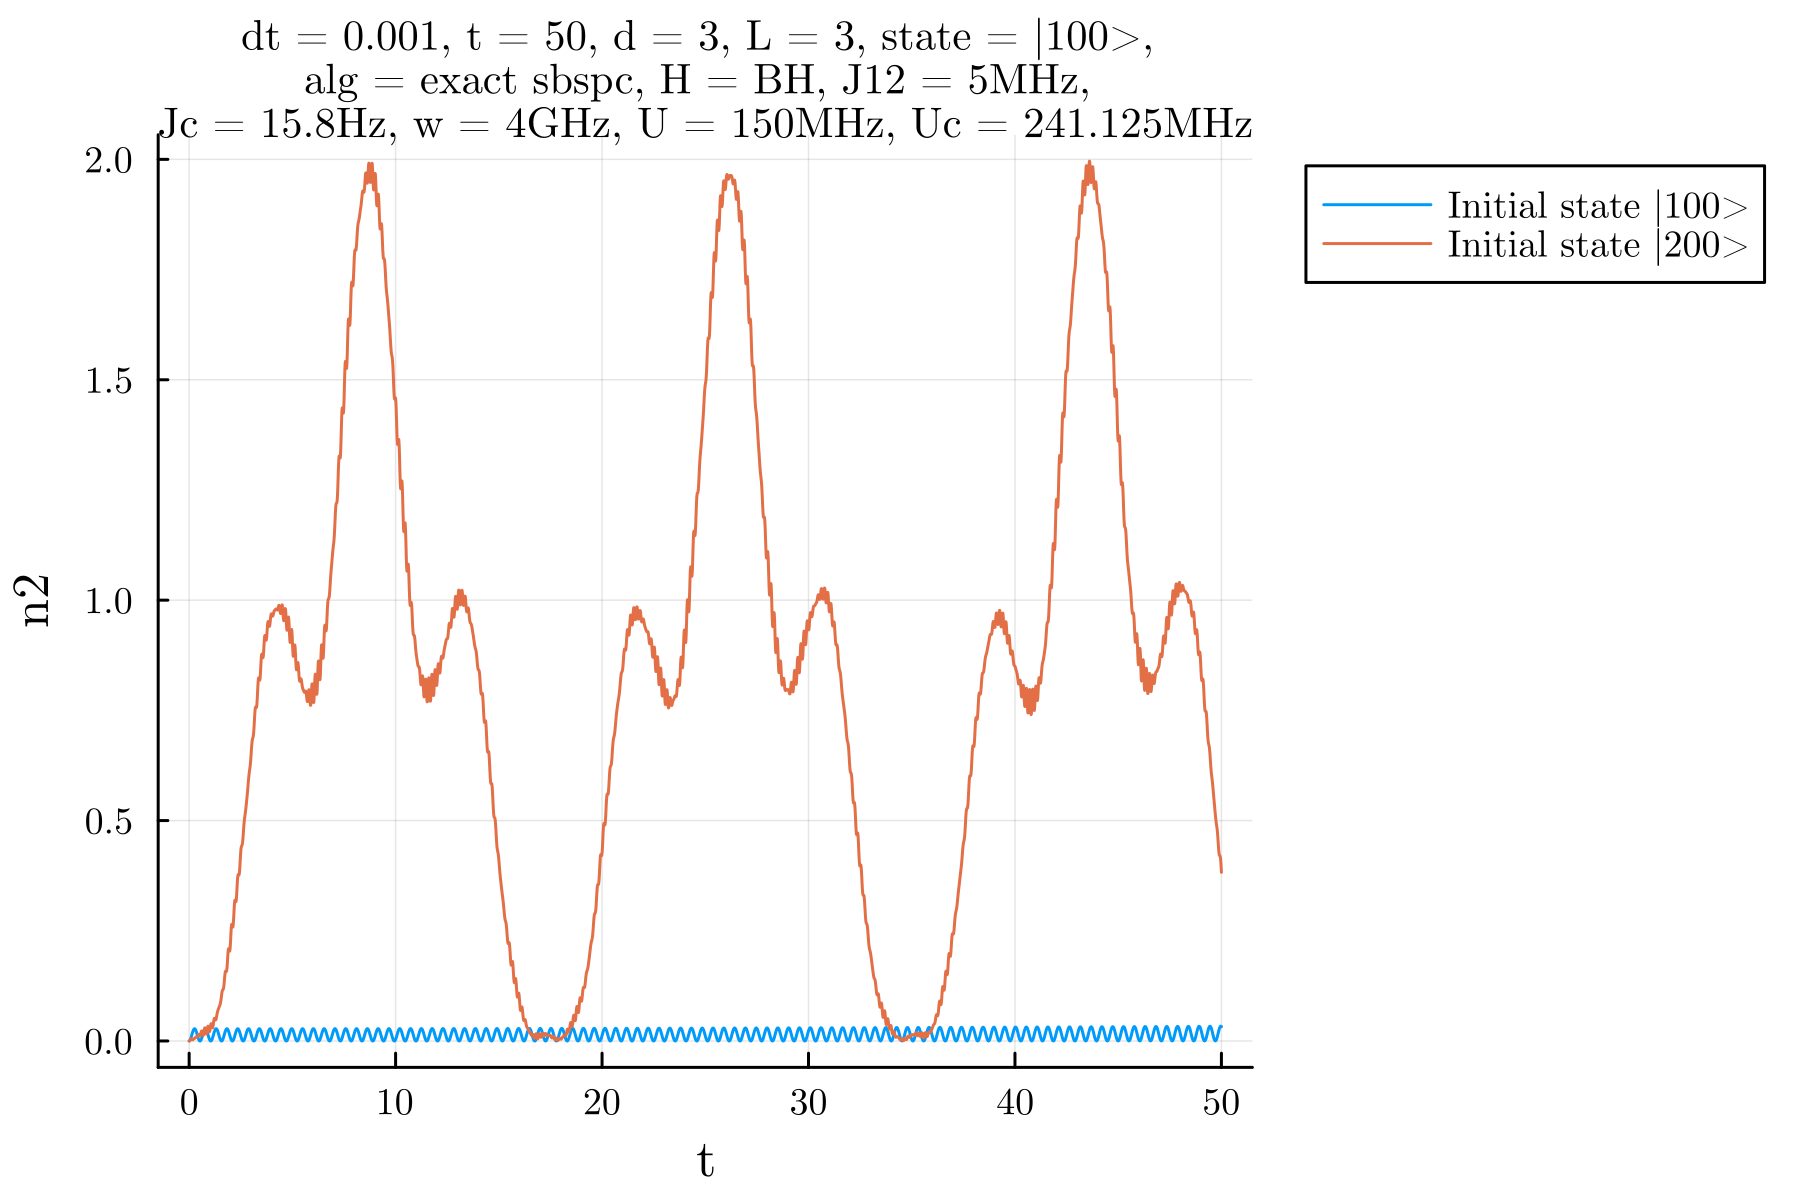 dt = 0.001, t = 50, d = 3, L = 3, state = |100>,
alg = exact sbspc, H = BH, J12 = 5MHz,
Jc = 15.8Hz, w = 4GHz, U = 150MHz, Uc = 241.125MHz
2.0
1.5
1.0
0.5
0.0
n2
0 10 20 30 40 50
t
Initial state |100>
Initial state |200>